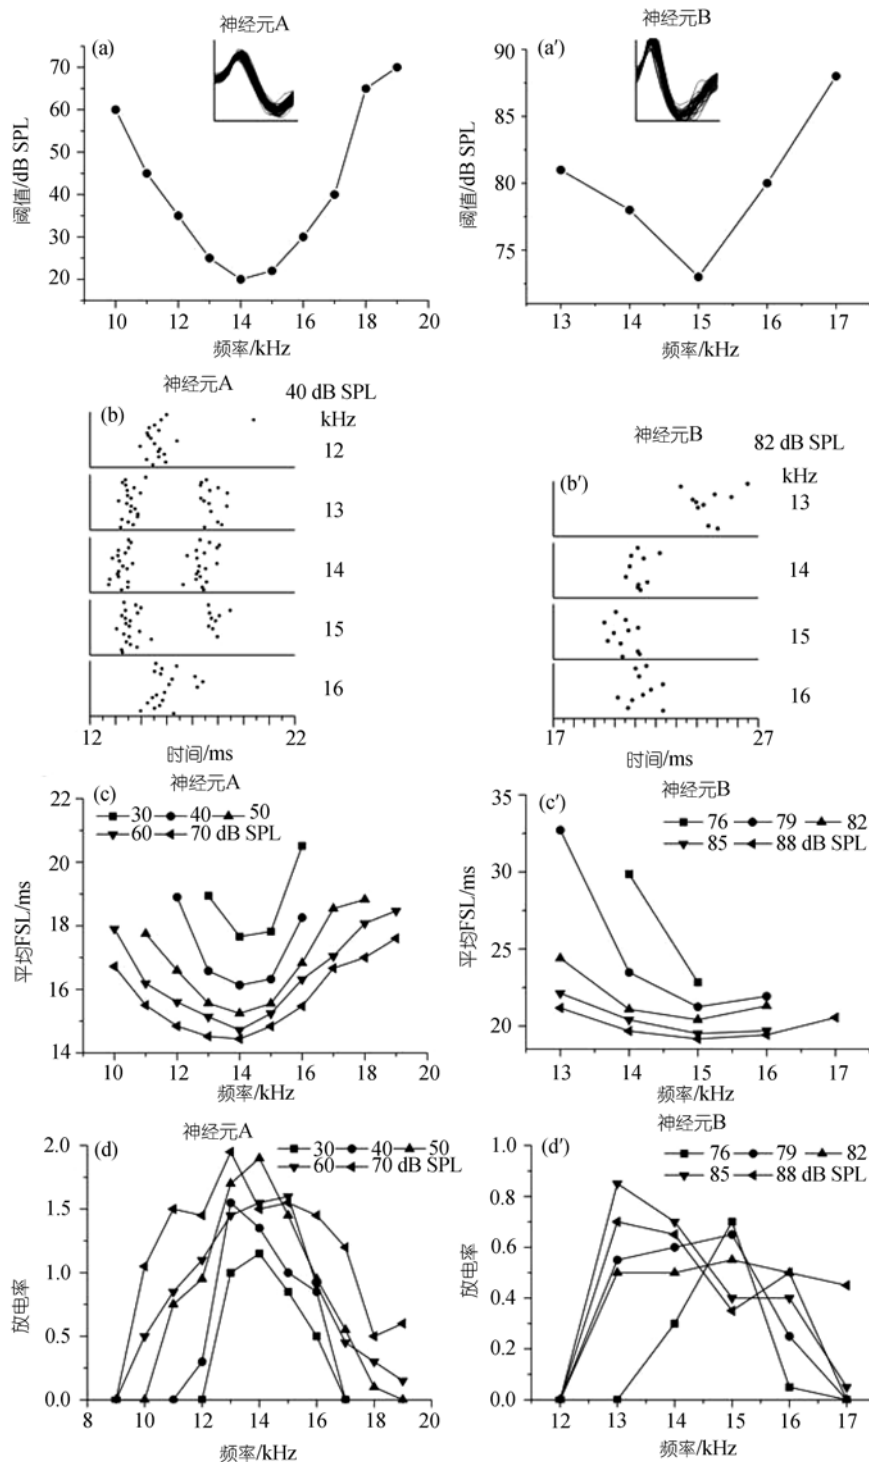 神经元A
(a)
阈值/dB SPL
70
60
50
40
30
20
10 12 14 16 18 20
频率/kHz
神经元B
(a′)
阈值/dB SPL
90
85
80
75
13 14 15 16 17
频率/kHz
神经元A
(b)
40 dB SPL
kHz
12
13
14
15
16
12 22
时间/ms
神经元B
82 dB SPL
(b′)
kHz
13
14
15
16
17 27
时间/ms
神经元A
(c)
30 40 50
60 70 dB SPL
平均FSL/ms
22
20
18
16
14
8 10 12 14 16 18 20
频率/kHz
神经元B
(c′)
76 79 82
85 88 dB SPL
平均FSL/ms
35
30
25
20
13 14 15 16 17
频率/kHz
神经元A
(d)
30 40 50
60 70 dB SPL
放电率
2.0
1.5
1.0
0.5
0.0
8 10 12 14 16 18 20
频率/kHz
神经元B
(d′)
76 79 82
85 88 dB SPL
放电率
1.0
0.8
0.6
0.4
0.2
0.0
12 13 14 15 16 17
频率/kHz